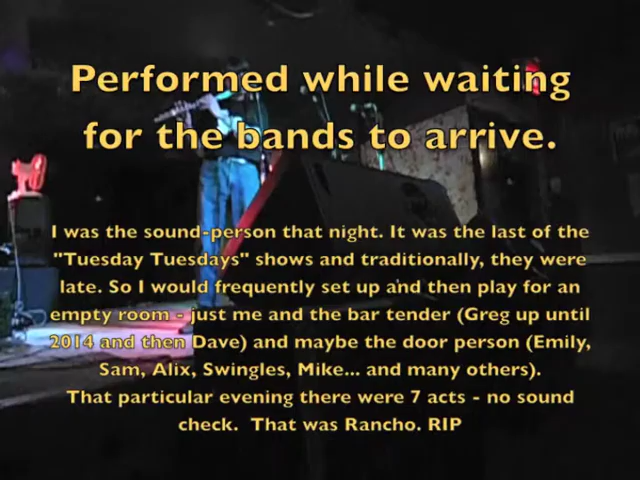 Performed while waiting
for the bands to arrive.
I was the sound-person that night. It was the last of the
"Tuesday Tuesdays" shows and traditionally, they were
late. So I would frequently set up and then play for an
empty room - just me and the bar tender (Greg up until
2014 and then Dave) and maybe the door person (Emily,
Sam, Alix, Swingles, Mike... and many others).
That particular evening there were 7 acts - no sound
check. That was Rancho. RIP